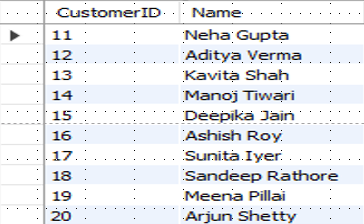 CustomerID Name
11 Neha Gupta
12 Aditya Verma
13 Kavita Shah
14 Manoj Tiwari
15 Deepika Jain
16 Ashish Roy
17 Sunita Iyer
18 Sandeep Rathore
19 Meena Pillai
20 Arjun Shetty